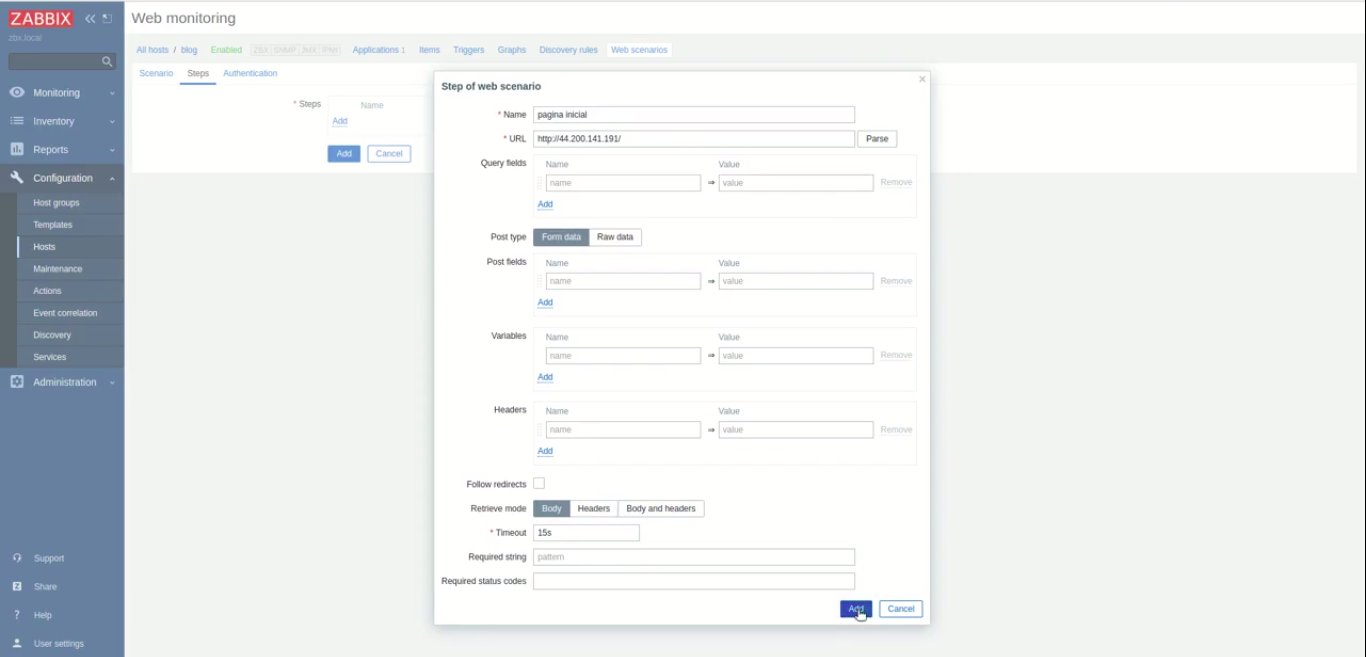 ZABBIX
zbx.local
Monitoring
Inventory
Reports
Configuration
Host groups
Templates
Hosts
Maintenance
Actions
Event correlation
Discovery
Services
Administration
Support
Share
Help
User settings
Web monitoring
All hosts / blog Enabled ZBX SNMP JMX IPMI Applications 1 Items Triggers Graphs Discovery rules Web scenarios
Scenario Steps Authentication
* Steps Name
Add
Add Cancel
Step of web scenario ×
* Name pagina inicial
* URL http://44.200.141.191/ Parse
Query fields Name Value
name ⇒ value Remove
Add
Post type Form data Raw data
Post fields Name Value
name ⇒ value Remove
Add
Variables Name Value
name ⇒ value Remove
Add
Headers Name Value
name ⇒ value Remove
Add
Follow redirects
Retrieve mode Body Headers Body and headers
* Timeout 15s
Required string pattern
Required status codes
Add Cancel